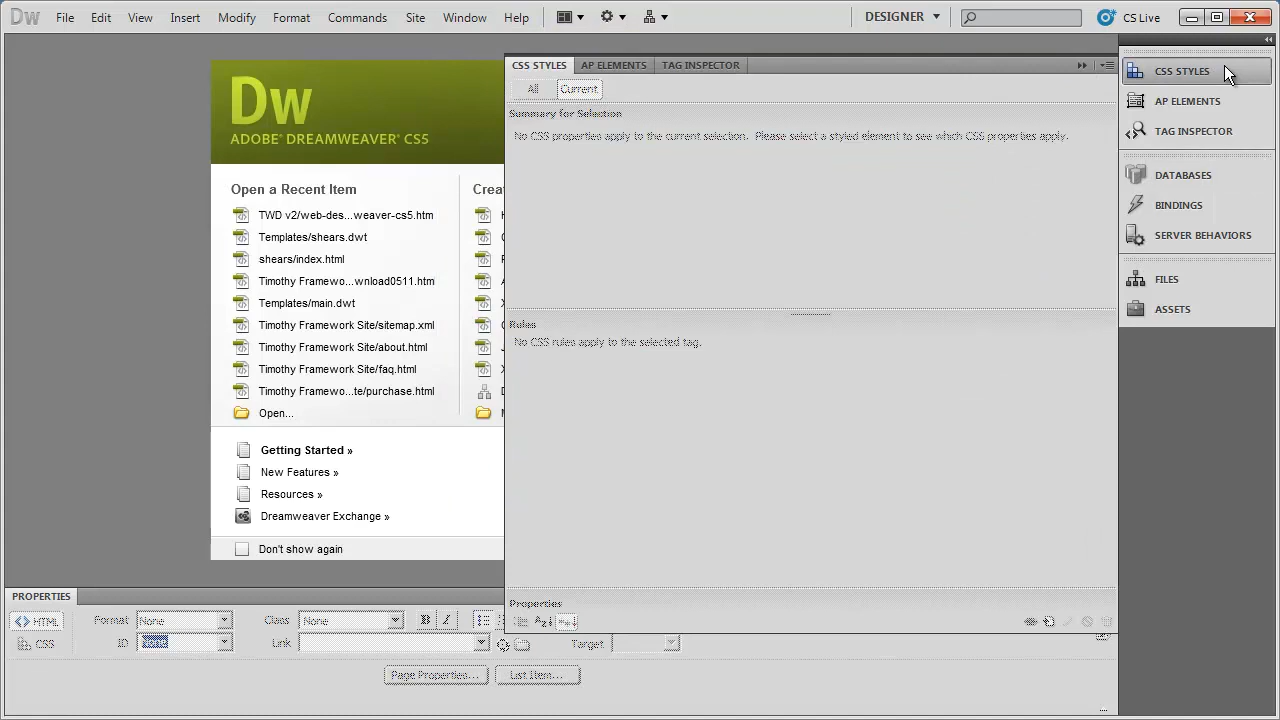 Dw File Edit View Insert Modify Format Commands Site Window Help DESIGNER CS Live
CSS STYLES AP ELEMENTS TAG INSPECTOR
All Current
Summary for Selection
No CSS properties apply to the current selection. Please select a styled element to see which CSS properties apply.
Rules
No CSS rules apply to the selected tag.
Properties
Dw
ADOBE® DREAMWEAVER® CS5
Open a Recent Item
TWD v2/web-des...weaver-cs5.htm
Templates/shears.dwt
shears/index.html
Timothy Framewo...wnload0511.html
Templates/main.dwt
Timothy Framework Site/sitemap.xml
Timothy Framework Site/about.html
Timothy Framework Site/faq.html
Timothy Framewo...te/purchase.html
Open...
Getting Started »
New Features »
Resources »
Dreamweaver Exchange »
Don't show again
CSS STYLES
AP ELEMENTS
TAG INSPECTOR
DATABASES
BINDINGS
SERVER BEHAVIORS
FILES
ASSETS
PROPERTIES
<> HTML Format None Class None B I
CSS ID Link Target
Page Properties... List Item...